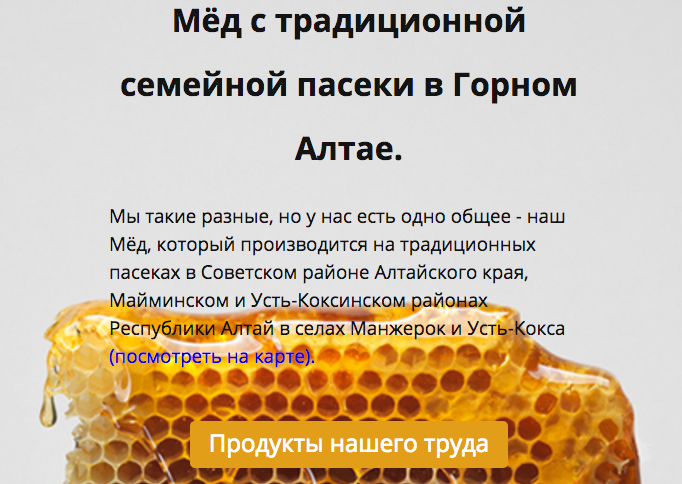 Мёд с традиционной
семейной пасеки в Горном
Алтае.
Мы такие разные, но у нас есть одно общее - наш
Мёд, который производится на традиционных
пасеках в Советском районе Алтайского края,
Майминском и Усть-Коксинском районах
Республики Алтай в селах Манжерок и Усть-Кокса
(посмотреть на карте).
Продукты нашего труда